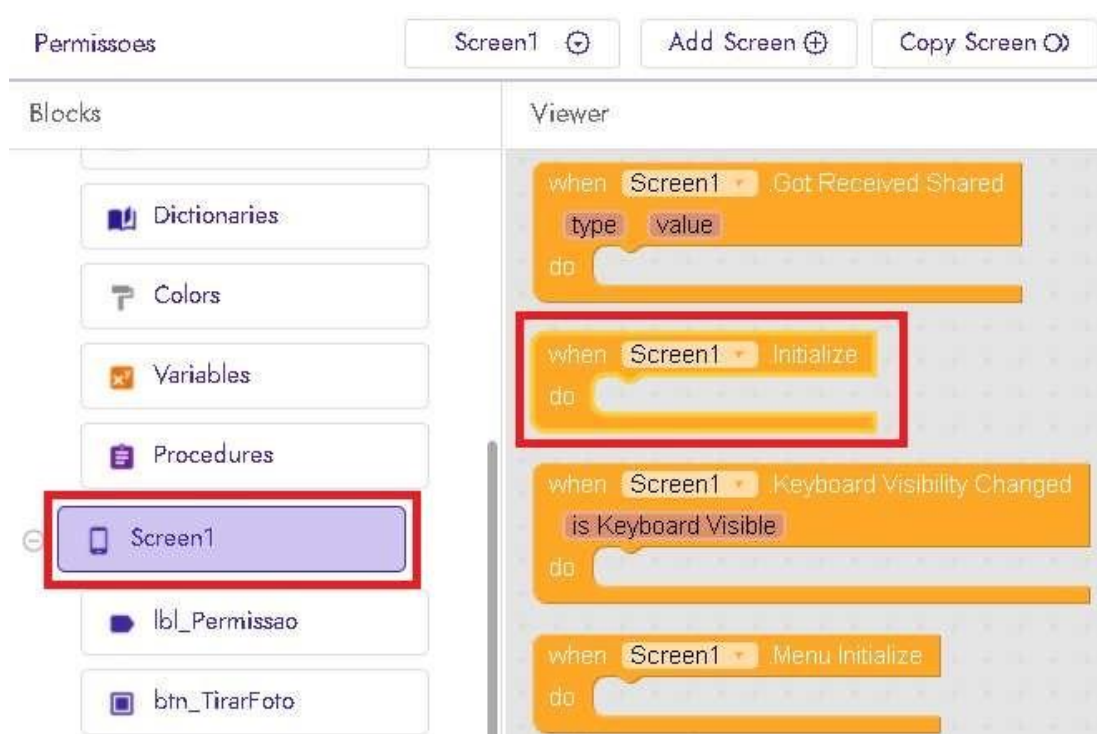 Permissoes
Screen1
Add Screen
Copy Screen
Blocks
Viewer
Dictionaries
Colors
Variables
Procedures
Screen1
lbl_Permissao
btn_TirarFoto
when Screen1 .Got Received Shared
type value
do
when Screen1 .Initialize
do
when Screen1 .Keyboard Visibility Changed
is Keyboard Visible
do
when Screen1 .Menu Initialize
do